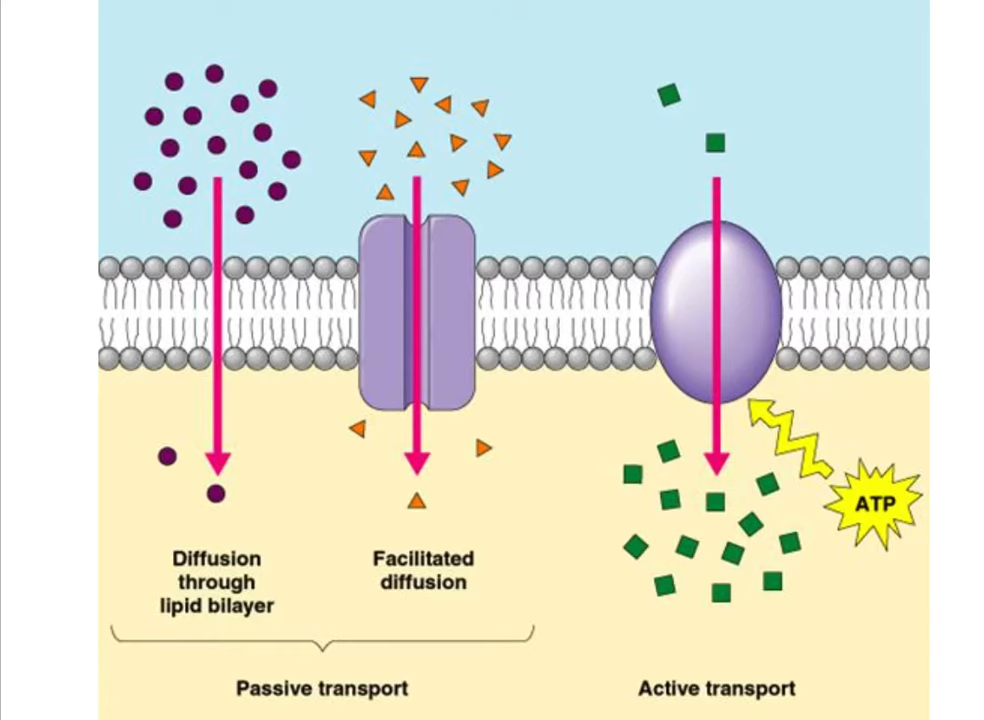 ATP
Diffusion
through
lipid bilayer
Facilitated
diffusion
Passive transport
Active transport